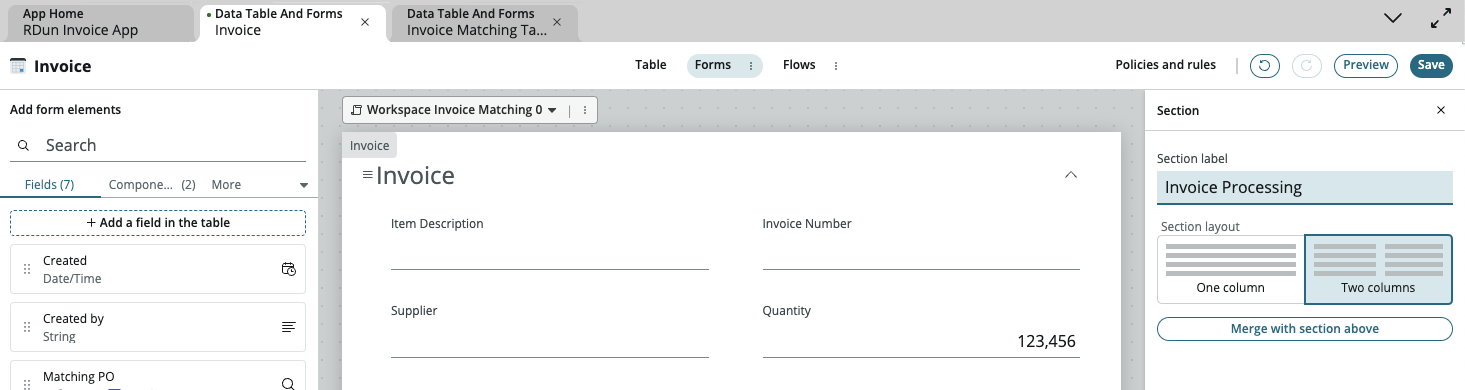 App Home
RDun Invoice App
Data Table And Forms
Invoice
Data Table And Forms
Invoice Matching Ta...
Invoice
Table
Forms
Flows
Policies and rules
Preview
Save
Add form elements
Search
Fields (7)
Compone... (2)
More
+ Add a field in the table
Created
Date/Time
Created by
String
Matching PO
Workspace Invoice Matching 0
Invoice
Invoice
Item Description
Invoice Number
Supplier
Quantity
123,456
Section
Section label
Invoice Processing
Section layout
One column
Two columns
Merge with section above